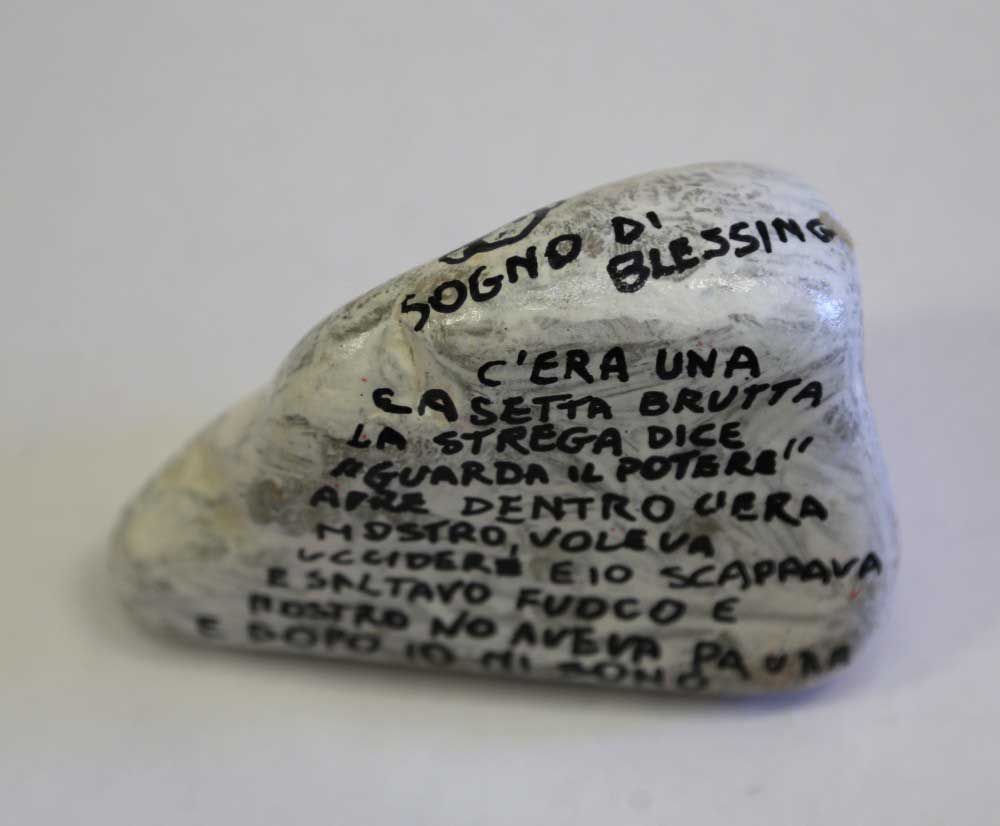 SOGNO DI
BLESSING
C'ERA UNA
CASETTA BRUTTA
LA STREGA DICE
"GUARDA IL POTERE"
APRE DENTRO C'ERA
MOSTRO, VOLEVA
UCCIDERE E IO SCAPPAVA
E SALTAVO FUOCO E
MOSTRO NO AVEVA PAURA
E DOPO IO MI SONO